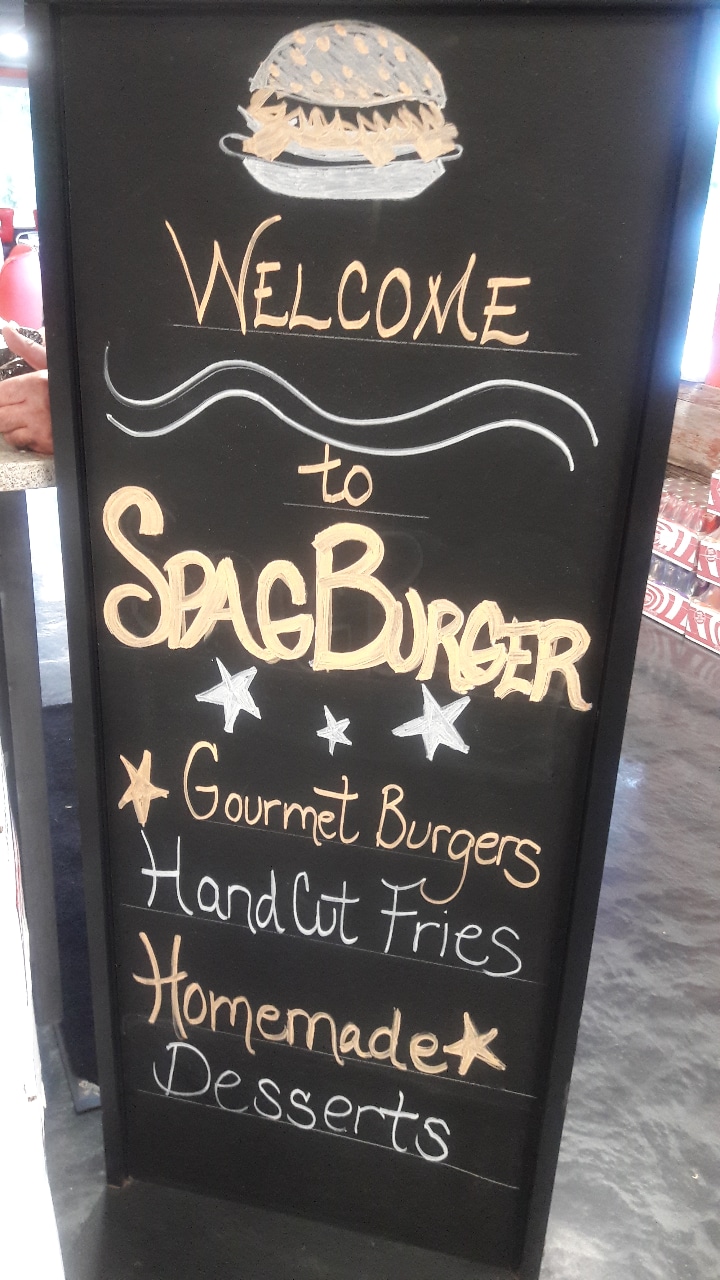 WELCOME
to
SPAGBURGER
Gourmet Burgers
Hand Cut Fries
Homemade
Desserts